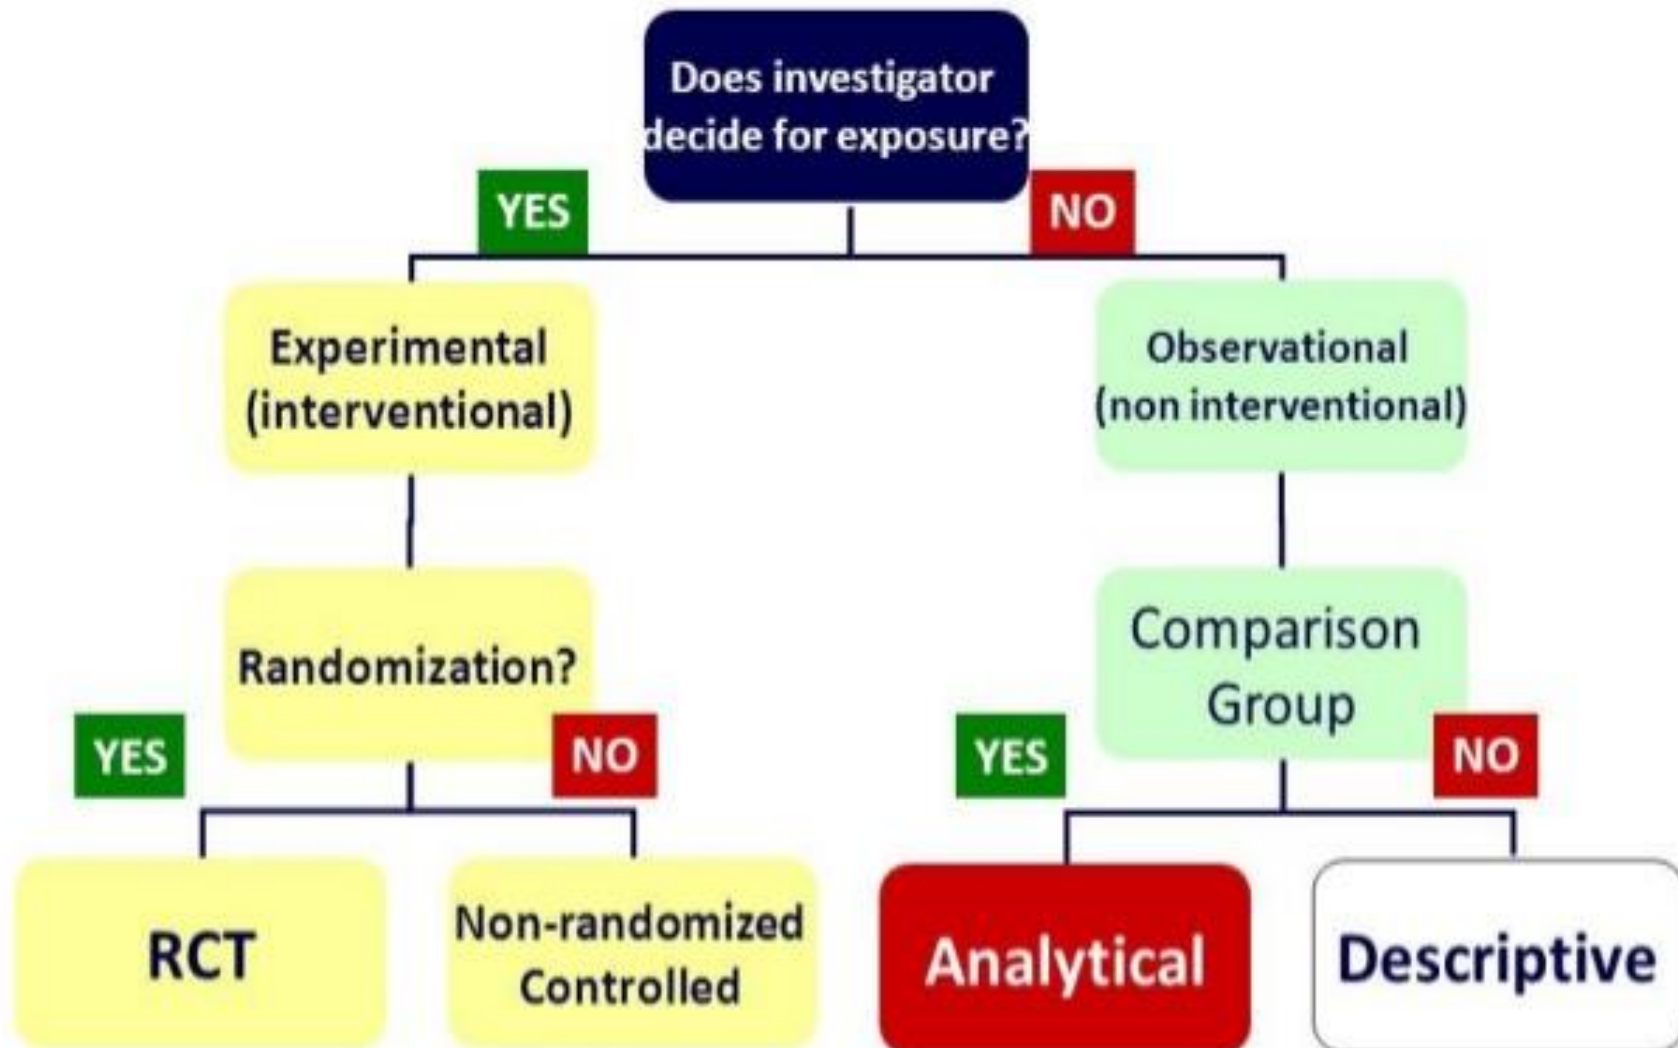 Does investigator
decide for exposure?
YES
NO
Experimental
(interventional)
Observational
(non interventional)
Randomization?
Comparison
Group
YES
NO
YES
NO
RCT
Non-randomized
Controlled
Analytical
Descriptive